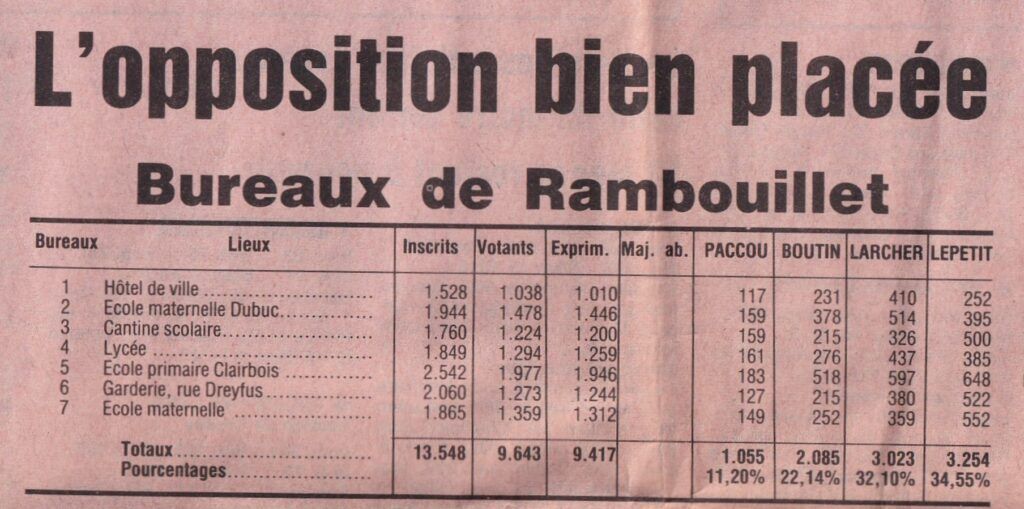 L'opposition bien placée
Bureaux de Rambouillet
Bureaux Lieux Inscrits Votants Exprim. Maj. ab. PACCOU BOUTIN LARCHER LEPETIT
1 Hôtel de ville 1.528 1.038 1.010 117 231 410 252
2 Ecole maternelle Dubuc 1.944 1.478 1.446 159 378 514 395
3 Cantine scolaire 1.760 1.224 1.200 159 215 326 500
4 Lycée 1.849 1.294 1.259 161 276 437 385
5 Ecole primaire Clairbois 2.542 1.977 1.946 183 518 597 648
6 Garderie, rue Dreyfus 2.060 1.273 1.244 127 215 380 522
7 Ecole maternelle 1.865 1.359 1.312 149 252 359 552
Totaux 13.548 9.643 9.417 1.055 2.085 3.023 3.254
Pourcentages 11,20% 22,14% 32,10% 34,55%